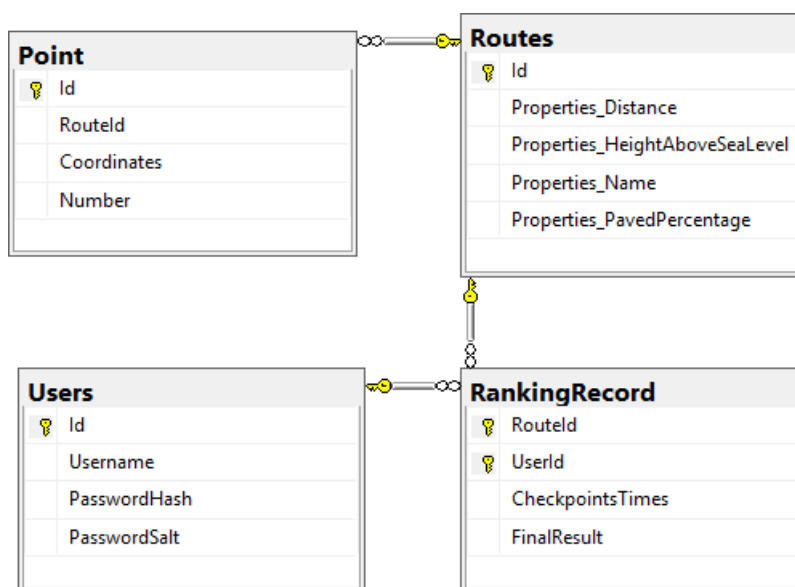 Point
Id
RouteId
Coordinates
Number
Routes
Id
Properties_Distance
Properties_HeightAboveSeaLevel
Properties_Name
Properties_PavedPercentage
Users
Id
Username
PasswordHash
PasswordSalt
RankingRecord
RouteId
UserId
CheckpointsTimes
FinalResult